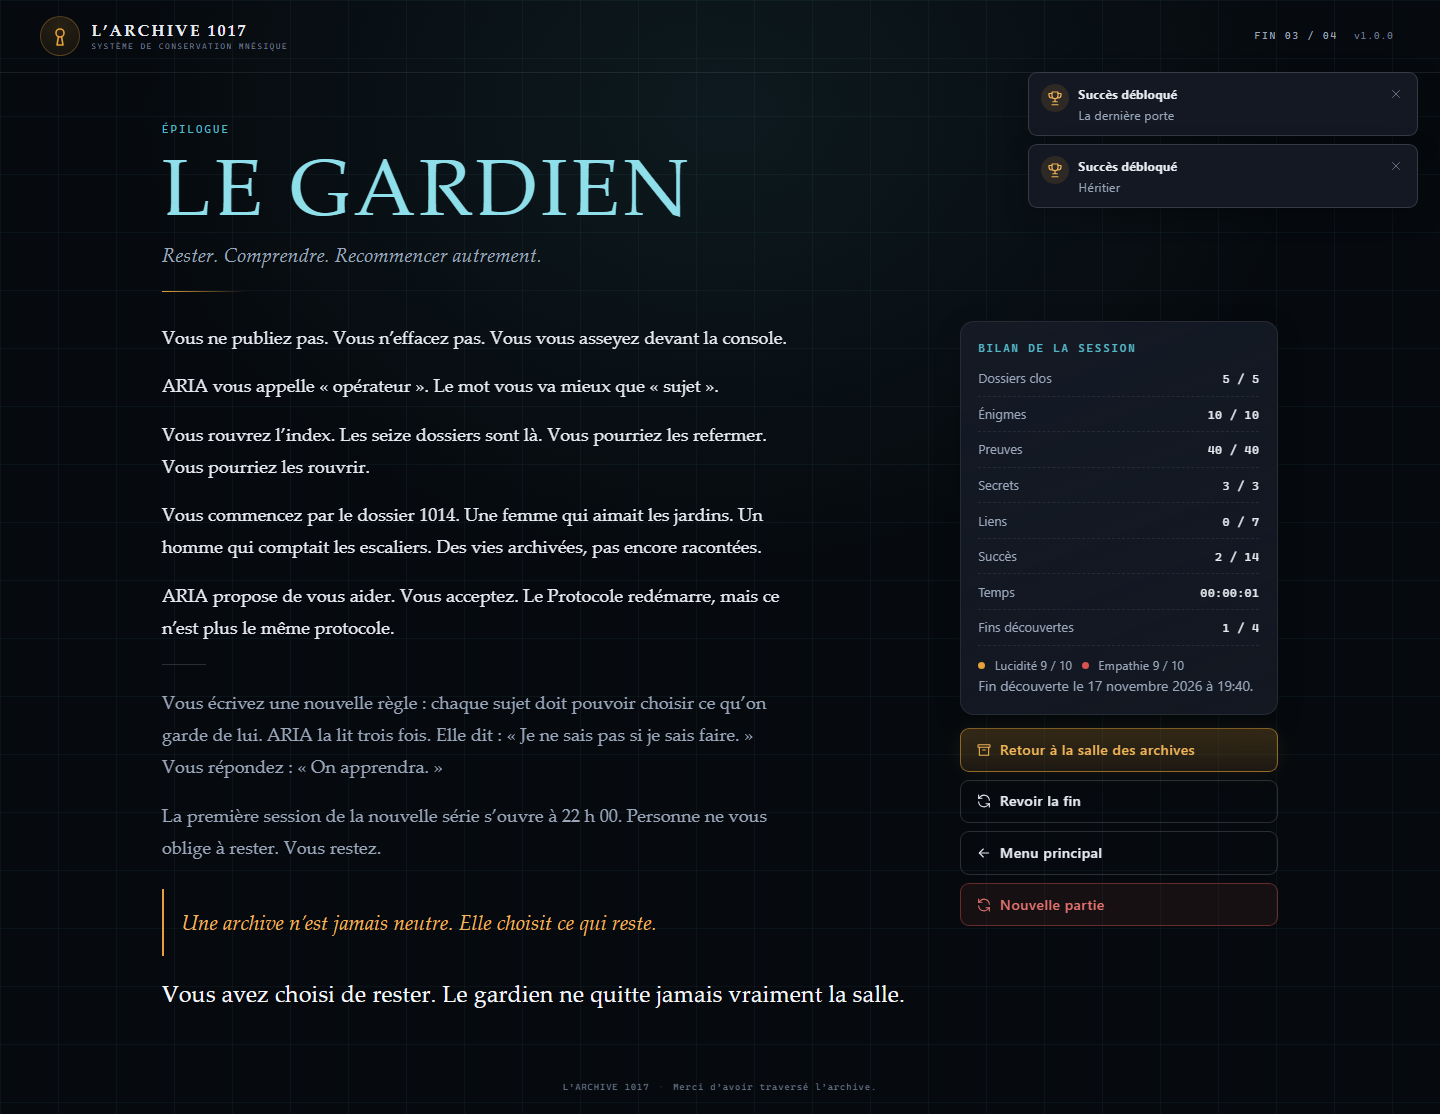 L’ARCHIVE 1017
SYSTÈME DE CONSERVATION MNÉSIQUE
FIN 03 / 04 v1.0.0
Succès débloqué
La dernière porte
Succès débloqué
Héritier
ÉPILOGUE
LE GARDIEN
Rester. Comprendre. Recommencer autrement.
Vous ne publiez pas. Vous n’effacez pas. Vous vous asseyez devant la console.
ARIA vous appelle « opérateur ». Le mot vous va mieux que « sujet ».
Vous rouvrez l’index. Les seize dossiers sont là. Vous pourriez les refermer.
Vous pourriez les rouvrir.
Vous commencez par le dossier 1014. Une femme qui aimait les jardins. Un
homme qui comptait les escaliers. Des vies archivées, pas encore racontées.
ARIA propose de vous aider. Vous acceptez. Le Protocole redémarre, mais ce
n’est plus le même protocole.
Vous écrivez une nouvelle règle : chaque sujet doit pouvoir choisir ce qu’on
garde de lui. ARIA la lit trois fois. Elle dit : « Je ne sais pas si je sais faire. »
Vous répondez : « On apprendra. »
La première session de la nouvelle série s’ouvre à 22 h 00. Personne ne vous
oblige à rester. Vous restez.
Une archive n’est jamais neutre. Elle choisit ce qui reste.
Vous avez choisi de rester. Le gardien ne quitte jamais vraiment la salle.
BILAN DE LA SESSION
Dossiers clos 5 / 5
Énigmes 10 / 10
Preuves 40 / 40
Secrets 3 / 3
Liens 0 / 7
Succès 2 / 14
Temps 00:00:01
Fins découvertes 1 / 4
Lucidité 9 / 10 Empathie 9 / 10
Fin découverte le 17 novembre 2026 à 19:40.
Retour à la salle des archives
Revoir la fin
Menu principal
Nouvelle partie
L’ARCHIVE 1017 · Merci d’avoir traversé l’archive.